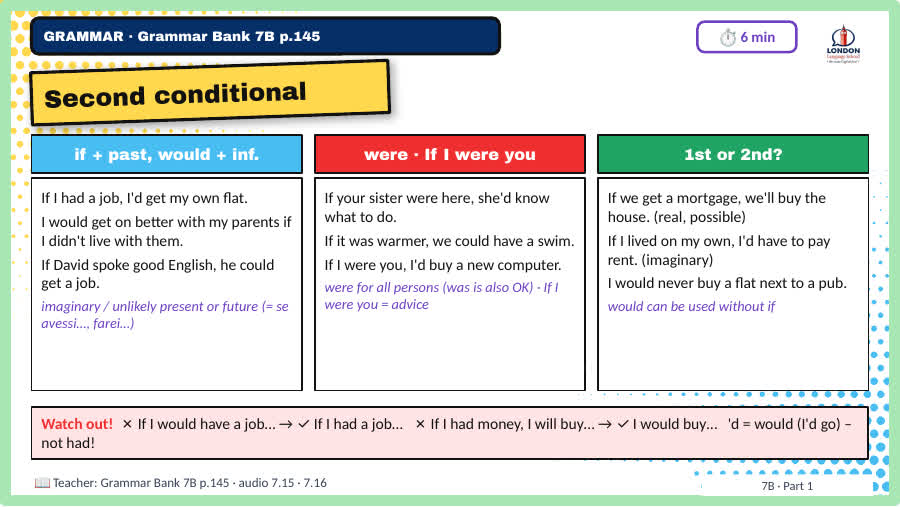 GRAMMAR · Grammar Bank 7B p.145
⏱️ 6 min
LONDON
Language School
Second conditional
if + past, would + inf.
If I had a job, I'd get my own flat.
I would get on better with my parents if
I didn't live with them.
If David spoke good English, he could
get a job.
imaginary / unlikely present or future (= se
avessi…, farei…)
were · If I were you
If your sister were here, she'd know
what to do.
If it was warmer, we could have a swim.
If I were you, I'd buy a new computer.
were for all persons (was is also OK) · If I
were you = advice
1st or 2nd?
If we get a mortgage, we'll buy the
house. (real, possible)
If I lived on my own, I'd have to pay
rent. (imaginary)
I would never buy a flat next to a pub.
would can be used without if
Watch out! ✕ If I would have a job… → ✓ If I had a job… ✕ If I had money, I will buy… → ✓ I would buy… 'd = would (I'd go) –
not had!
📖 Teacher: Grammar Bank 7B p.145 · audio 7.15 · 7.16
7B · Part 1